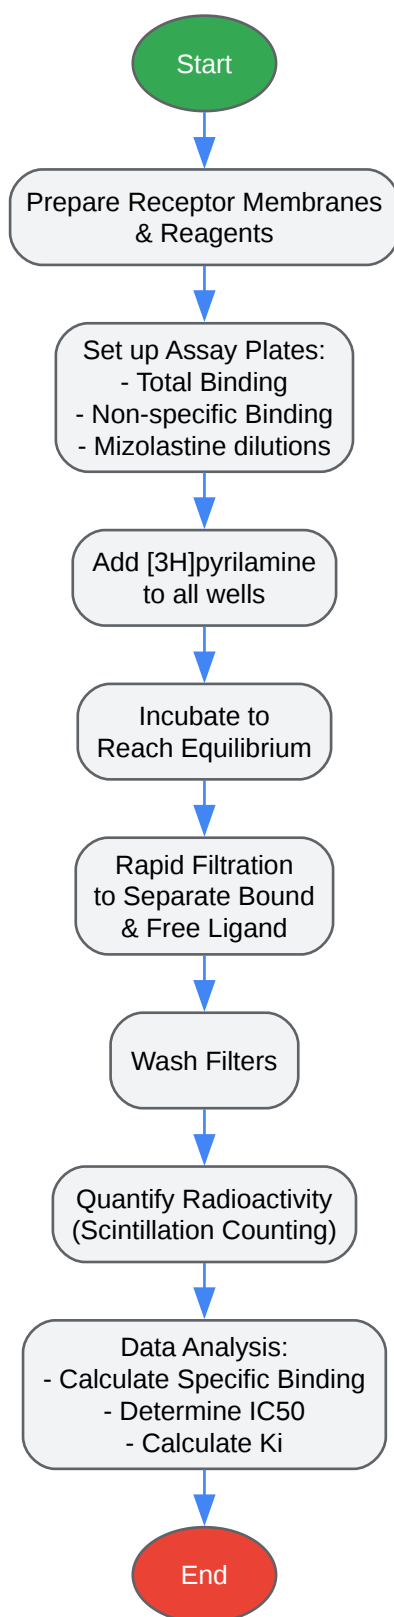 Start
Prepare Receptor Membranes
& Reagents
Set up Assay Plates:
- Total Binding
- Non-specific Binding
- Mizolastine dilutions
Add [3H]pyrilamine
to all wells
Incubate to
Reach Equilibrium
Rapid Filtration
to Separate Bound
& Free Ligand
Wash Filters
Quantify Radioactivity
(Scintillation Counting)
Data Analysis:
- Calculate Specific Binding
- Determine IC50
- Calculate Ki
End